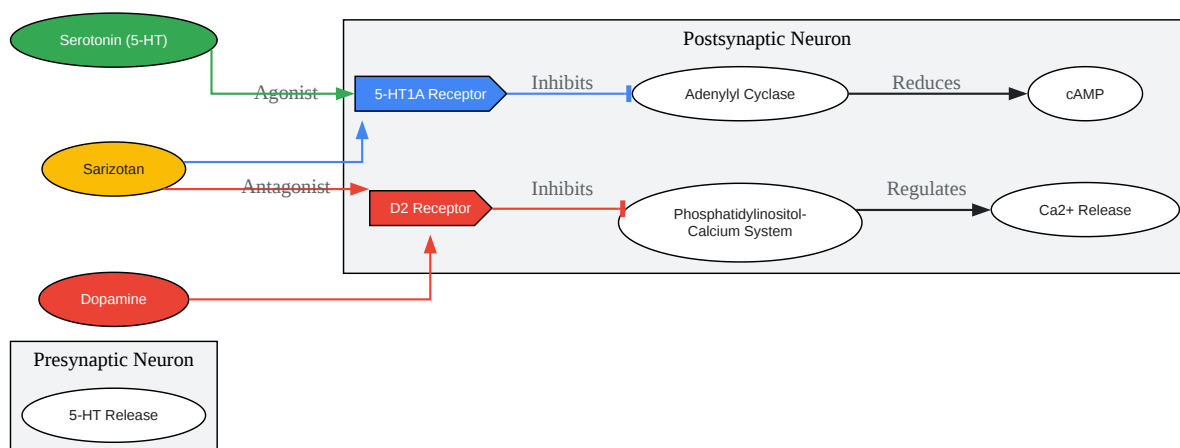 Serotonin (5-HT)
Postsynaptic Neuron
Agonist
5-HT1A Receptor
Inhibits
Adenylyl Cyclase
Reduces
cAMP
Sarizotan
Antagonist
D2 Receptor
Inhibits
Phosphatidylinositol-
Calcium System
Regulates
Ca2+ Release
Dopamine
Presynaptic Neuron
5-HT Release